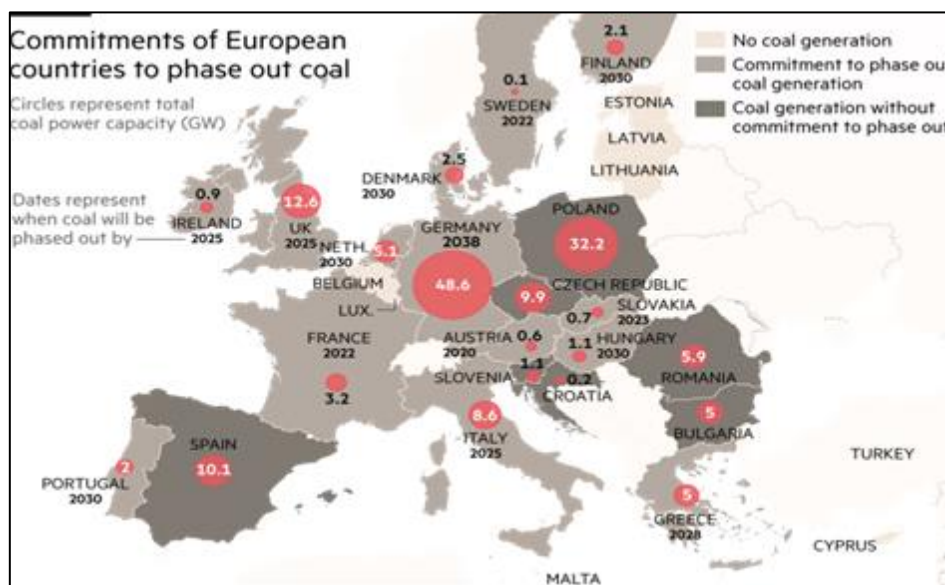 Commitments of European
countries to phase out coal
Circles represent total
coal power capacity (GW)
Dates represent
when coal will be
phased out by
No coal generation
Commitment to phase ou
coal generation
Coal generation without
commitment to phase out
2.1
FINLAND
2030
0.1
SWEDEN
2022
ESTONIA
LATVIA
LITHUANIA
2.5
DENMARK
2030
0.9
IRELAND
2025
12.6
UK
2025
NETH.
2030
5.1
GERMANY
2038
48.6
POLAND
32.2
BELGIUM
LUX.
CZECH REPUBLIC
9.9
SLOVAKIA
2023
0.7
FRANCE
2022
3.2
AUSTRIA
2020
0.6
1.1
HUNGARY
2030
SLOVENIA
1.1
0.2
CROATIA
5.9
ROMANIA
5
BULGARIA
8.6
ITALY
2025
SPAIN
10.1
2
PORTUGAL
2030
5
GREECE
2028
TURKEY
CYPRUS
MALTA